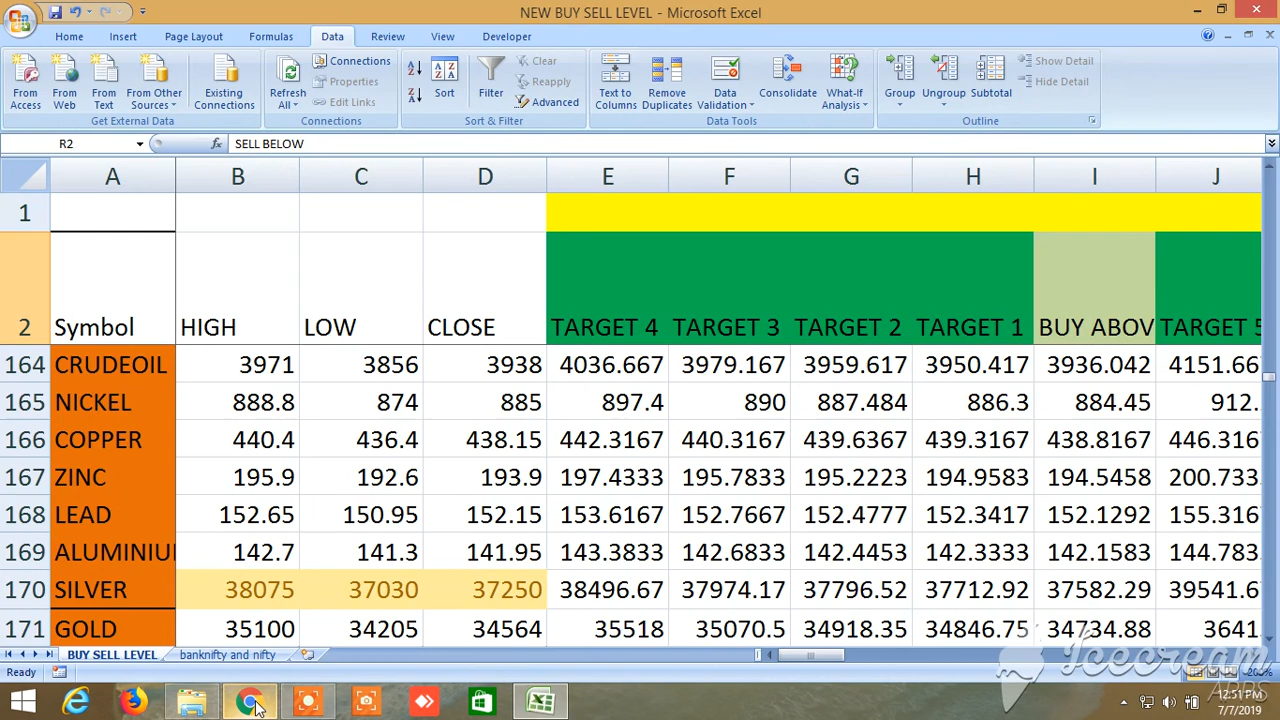 NEW BUY SELL LEVEL - Microsoft Excel
Home Insert Page Layout Formulas Data Review View Developer
From Access From Web From Text From Other Sources Existing Connections
Get External Data
Refresh All Connections Properties Edit Links
Connections
Sort Filter Clear Reapply Advanced
Sort & Filter
Text to Columns Remove Duplicates Data Validation Consolidate What-If Analysis
Data Tools
Group Ungroup Subtotal Show Detail Hide Detail
Outline
R2 fx SELL BELOW
A B C D E F G H I J
1
2 Symbol HIGH LOW CLOSE TARGET 4 TARGET 3 TARGET 2 TARGET 1 BUY ABOV TARGET 5
164 CRUDEOIL 3971 3856 3938 4036.667 3979.167 3959.617 3950.417 3936.042 4151.66
165 NICKEL 888.8 874 885 897.4 890 887.484 886.3 884.45 912.
166 COPPER 440.4 436.4 438.15 442.3167 440.3167 439.6367 439.3167 438.8167 446.316
167 ZINC 195.9 192.6 193.9 197.4333 195.7833 195.2223 194.9583 194.5458 200.733
168 LEAD 152.65 150.95 152.15 153.6167 152.7667 152.4777 152.3417 152.1292 155.316
169 ALUMINIU 142.7 141.3 141.95 143.3833 142.6833 142.4453 142.3333 142.1583 144.783
170 SILVER 38075 37030 37250 38496.67 37974.17 37796.52 37712.92 37582.29 39541.6
171 GOLD 35100 34205 34564 35518 35070.5 34918.35 34846.75 34734.88 3641
BUY SELL LEVEL banknifty and nifty
Ready 200%
Icecream
APPS
12:51 PM
7/7/2019